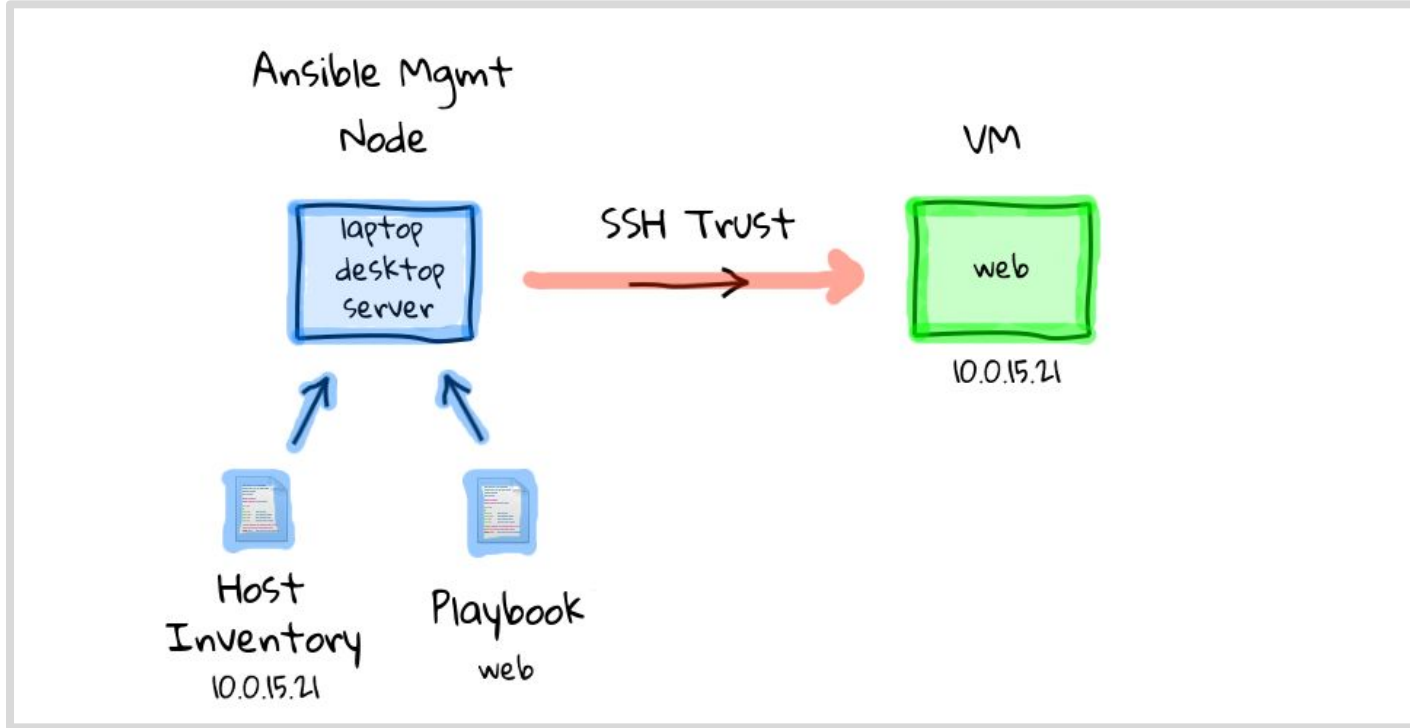 Ansible Mgmt
Node
laptop
desktop
server
SSH Trust
VM
web
10.0.15.21
Host
Inventory
10.0.15.21
Playbook
web